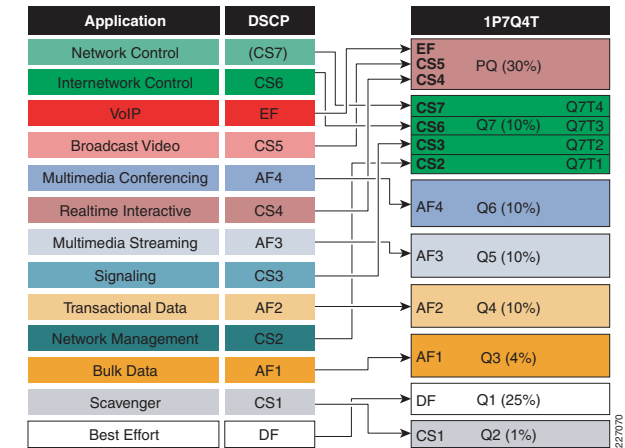 Application DSCP 1P7Q4T
Network Control (CS7)
Internetwork Control CS6
VoIP EF
Broadcast Video CS5
Multimedia Conferencing AF4
Realtime Interactive CS4
Multimedia Streaming AF3
Signaling CS3
Transactional Data AF2
Network Management CS2
Bulk Data AF1
Scavenger CS1
Best Effort DF
EF
CS5 PQ (30%)
CS4
CS7 Q7T4
CS6 Q7 (10%) Q7T3
CS3 Q7T2
CS2 Q7T1
AF4 Q6 (10%)
AF3 Q5 (10%)
AF2 Q4 (10%)
AF1 Q3 (4%)
DF Q1 (25%)
CS1 Q2 (1%)
227070